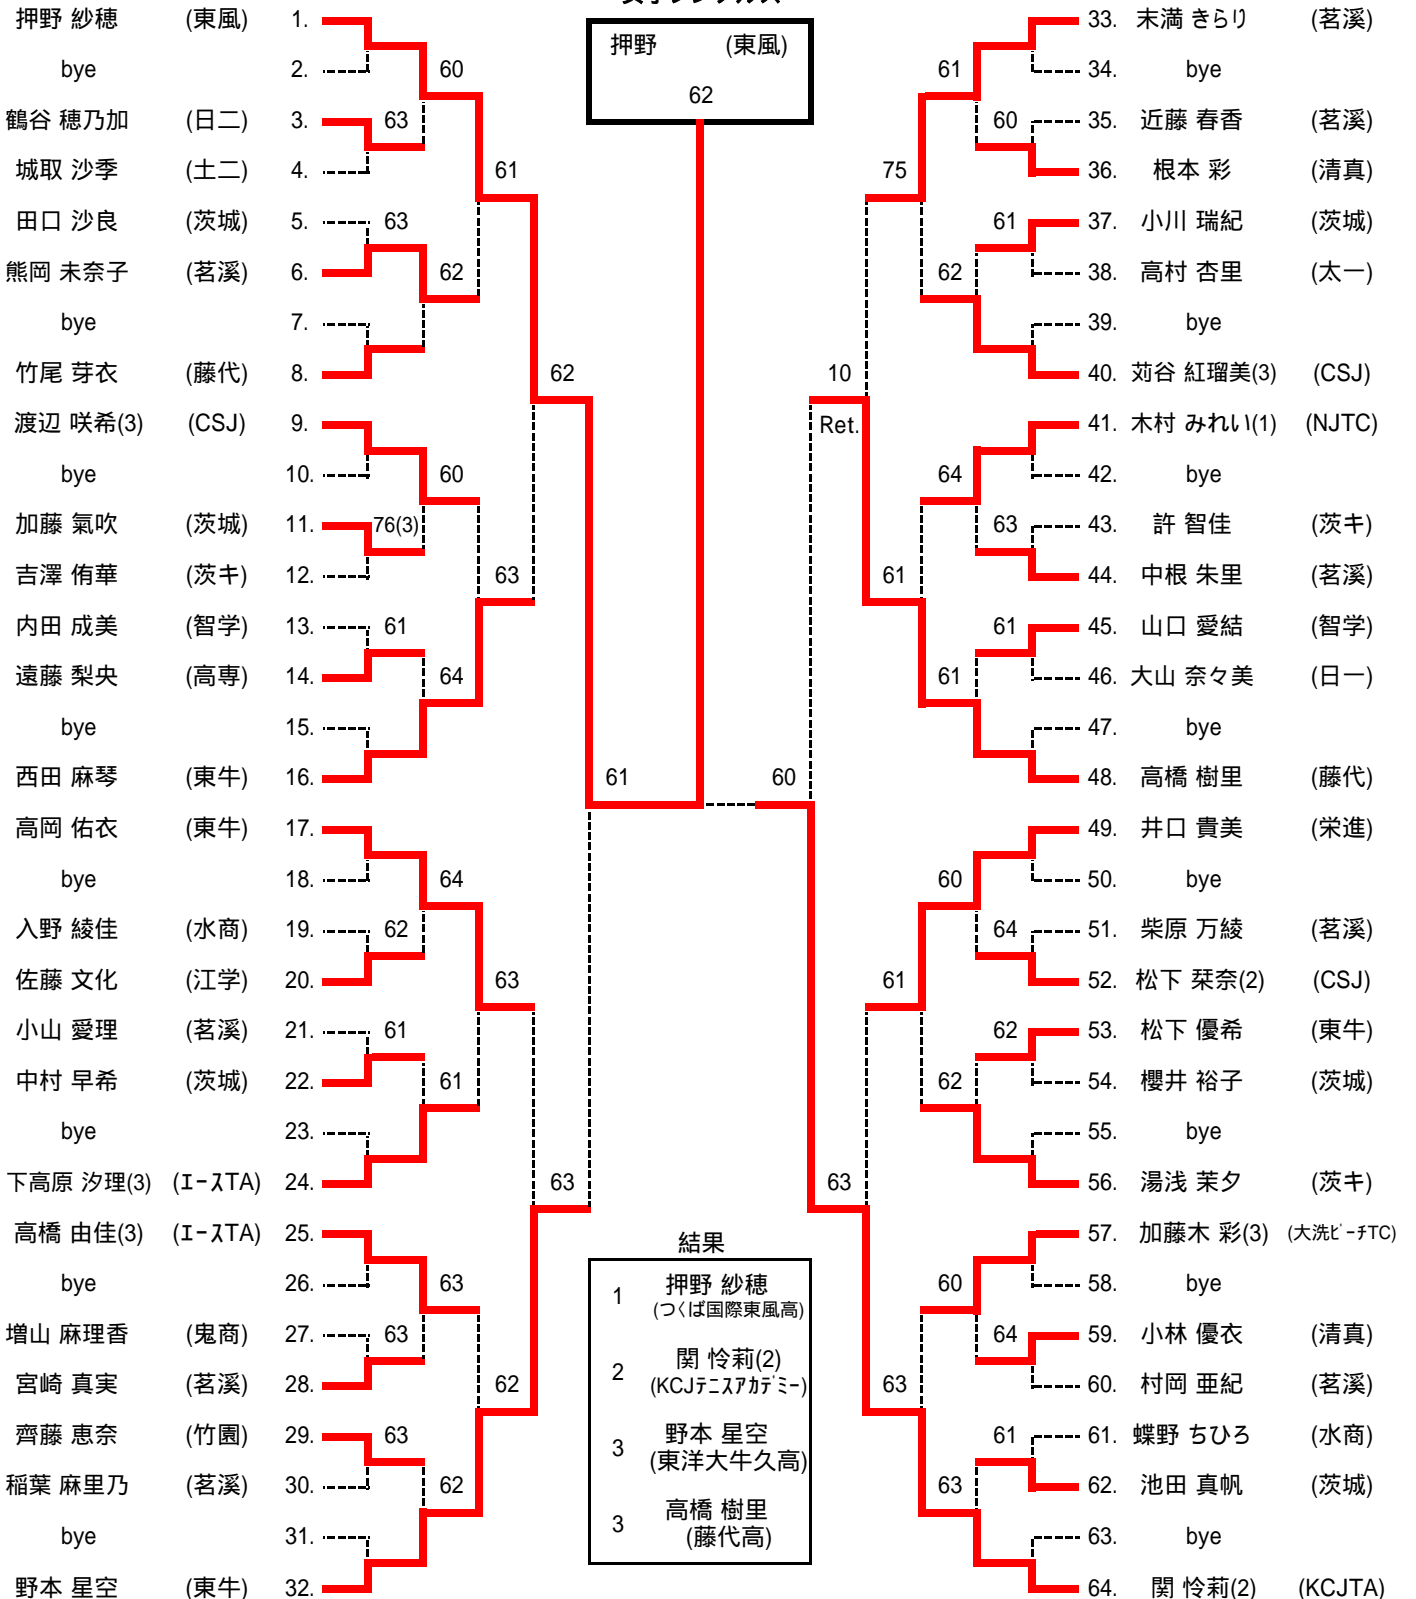 押野 (東風)
62
押野 紗穂 (東風) 1.
bye 2.
60
鶴谷 穂乃加 (日二) 3.
63
城取 沙季 (土二) 4.
61
田口 沙良 (茨城) 5.
63
熊岡 未奈子 (茗溪) 6.
62
bye 7.
竹尾 芽衣 (藤代) 8.
62
渡辺 咲希(3) (CSJ) 9.
bye 10.
60
加藤 氣吹 (茨城) 11.
76(3)
吉澤 侑華 (茨キ) 12.
63
内田 成美 (智学) 13.
61
遠藤 梨央 (高専) 14.
64
bye 15.
西田 麻琴 (東牛) 16.
61
高岡 佑衣 (東牛) 17.
bye 18.
64
入野 綾佳 (水商) 19.
62
佐藤 文化 (江学) 20.
63
小山 愛理 (茗溪) 21.
61
中村 早希 (茨城) 22.
61
bye 23.
下高原 汐理(3) (エースTA) 24.
63
高橋 由佳(3) (エースTA) 25.
bye 26.
63
増山 麻理香 (鬼商) 27.
63
宮崎 真実 (茗溪) 28.
62
齊藤 恵奈 (竹園) 29.
63
稲葉 麻里乃 (茗溪) 30.
62
bye 31.
野本 星空 (東牛) 32.
33. 末満 きらり (茗溪)
61
34. bye
60
35. 近藤 春香 (茗溪)
75
36. 根本 彩 (清真)
61
37. 小川 瑞紀 (茨城)
62
38. 高村 杏里 (太一)
39. bye
10
Ret.
40. 苅谷 紅瑠美(3) (CSJ)
41. 木村 みれい(1) (NJTC)
64
42. bye
63
43. 許 智佳 (茨キ)
61
44. 中根 朱里 (茗溪)
61
45. 山口 愛結 (智学)
61
46. 大山 奈々美 (日一)
47. bye
60
48. 高橋 樹里 (藤代)
49. 井口 貴美 (栄進)
60
50. bye
64
51. 柴原 万綾 (茗溪)
61
52. 松下 栞奈(2) (CSJ)
62
53. 松下 優希 (東牛)
62
54. 櫻井 裕子 (茨城)
55. bye
63
56. 湯浅 茉夕 (茨キ)
57. 加藤木 彩(3) (大洗ビーチTC)
60
58. bye
64
59. 小林 優衣 (清真)
63
60. 村岡 亜紀 (茗溪)
61
61. 蝶野 ちひろ (水商)
63
62. 池田 真帆 (茨城)
63. bye
64. 関 怜莉(2) (KCJTA)
結果
1 押野 紗穂
(つくば国際東風高)
2 関 怜莉(2)
(KCJテニスアカデミー)
3 野本 星空
(東洋大牛久高)
3 高橋 樹里
(藤代高)